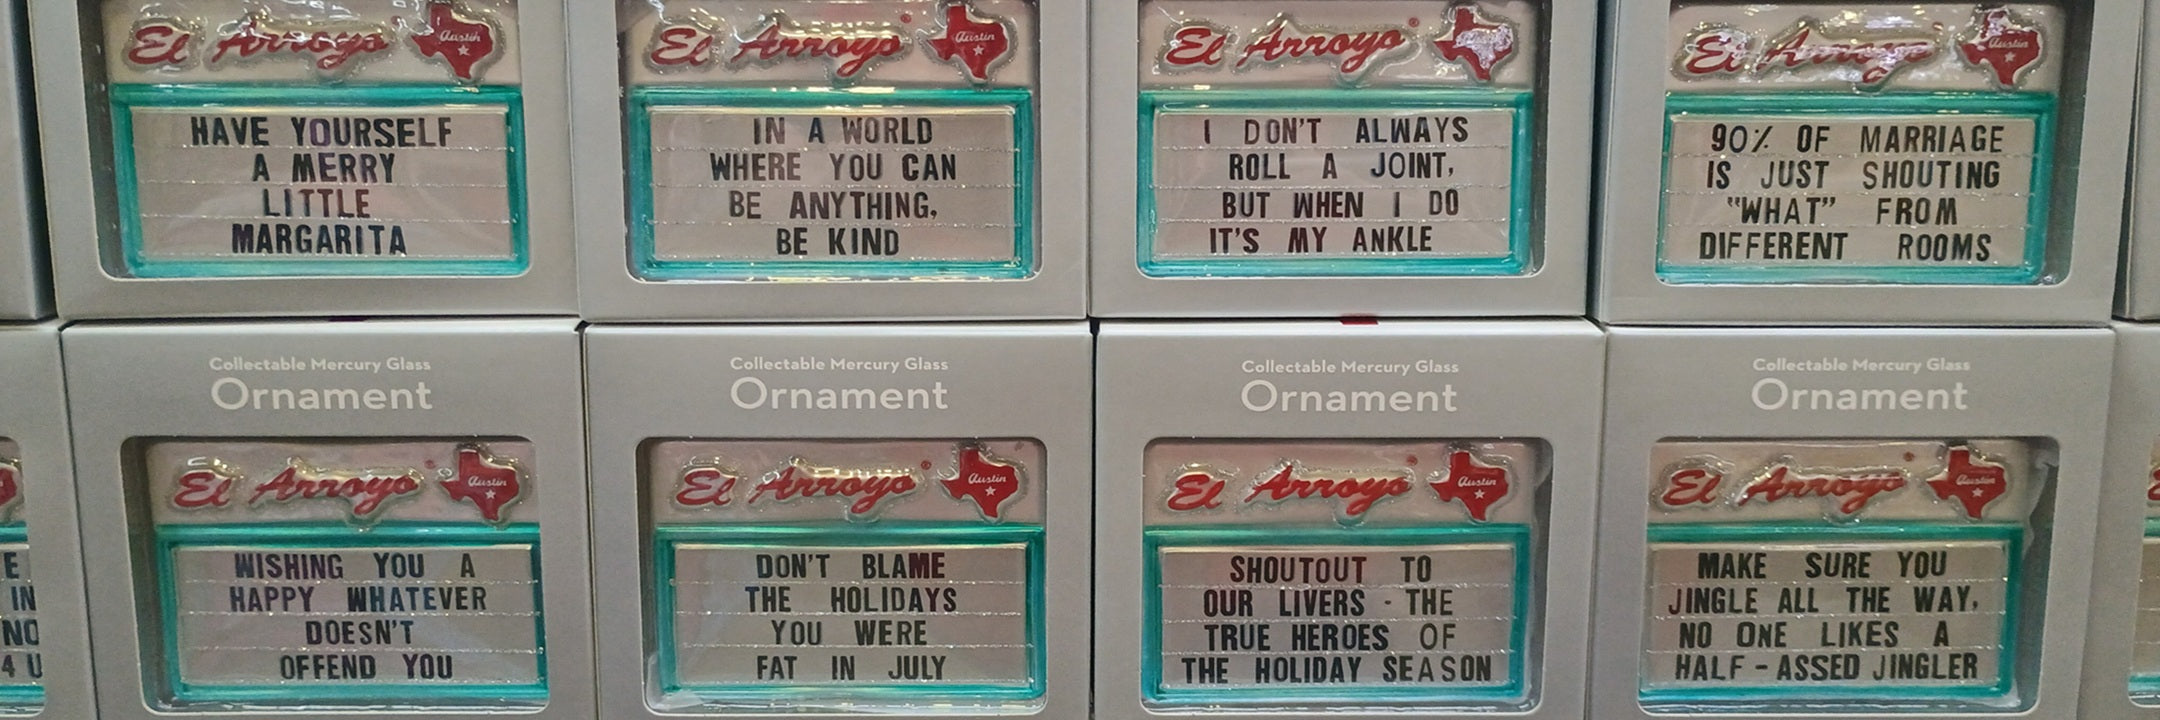 El Arroyo® Austin
HAVE YOURSELF
A MERRY
LITTLE
MARGARITA
El Arroyo® Austin
IN A WORLD
WHERE YOU CAN
BE ANYTHING,
BE KIND
El Arroyo® Austin
I DON'T ALWAYS
ROLL A JOINT,
BUT WHEN I DO
IT'S MY ANKLE
El Arroyo Austin
90% OF MARRIAGE
IS JUST SHOUTING
"WHAT" FROM
DIFFERENT ROOMS
Collectable Mercury Glass
Ornament
El Arroyo® Austin
WISHING YOU A
HAPPY WHATEVER
DOESN'T
OFFEND YOU
Collectable Mercury Glass
Ornament
El Arroyo® Austin
DON'T BLAME
THE HOLIDAYS
YOU WERE
FAT IN JULY
Collectable Mercury Glass
Ornament
El Arroyo® Austin
SHOUTOUT TO
OUR LIVERS - THE
TRUE HEROES OF
THE HOLIDAY SEASON
Collectable Mercury Glass
Ornament
El Arroyo® Austin
MAKE SURE YOU
JINGLE ALL THE WAY,
NO ONE LIKES A
HALF-ASSED JINGLER
IN
NO
4 U